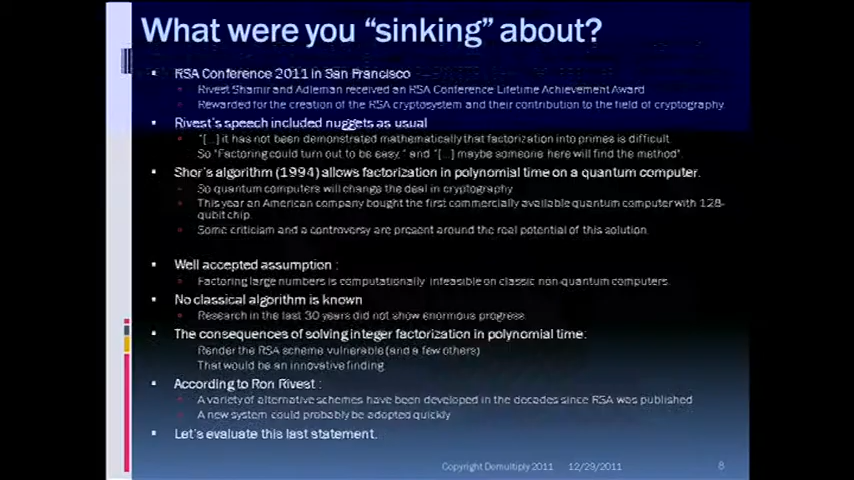 What were you “sinking” about?
RSA Conference 2011 in San Francisco
Rivest Shamir and Adleman received an RSA Conference Lifetime Achievement Award
Rewarded for the creation of the RSA cryptosystem and their contribution to the field of cryptography.
Rivest's speech included nuggets as usual
"[...] it has not been demonstrated mathematically that factorization into primes is difficult.
So "Factoring could turn out to be easy," and "[...] maybe someone here will find the method".
Shor's algorithm (1994) allows factorization in polynomial time on a quantum computer.
So quantum computers will change the deal in cryptography
This year an American company bought the first commercially available quantum computer with 128-
qubit chip.
Some criticism and a controversy are present around the real potential of this solution.
Well accepted assumption :
Factoring large numbers is computationally infeasible on classic non-quantum computers.
No classical algorithm is known
Research in the last 30 years did not show enormous progress.
The consequences of solving integer factorization in polynomial time:
Render the RSA scheme vulnerable (and a few others)
That would be an innovative finding
According to Ron Rivest :
A variety of alternative schemes have been developed in the decades since RSA was published
A new system could probably be adopted quickly
Let's evaluate this last statement.
Copyright Demultiply 2011 12/29/2011 8